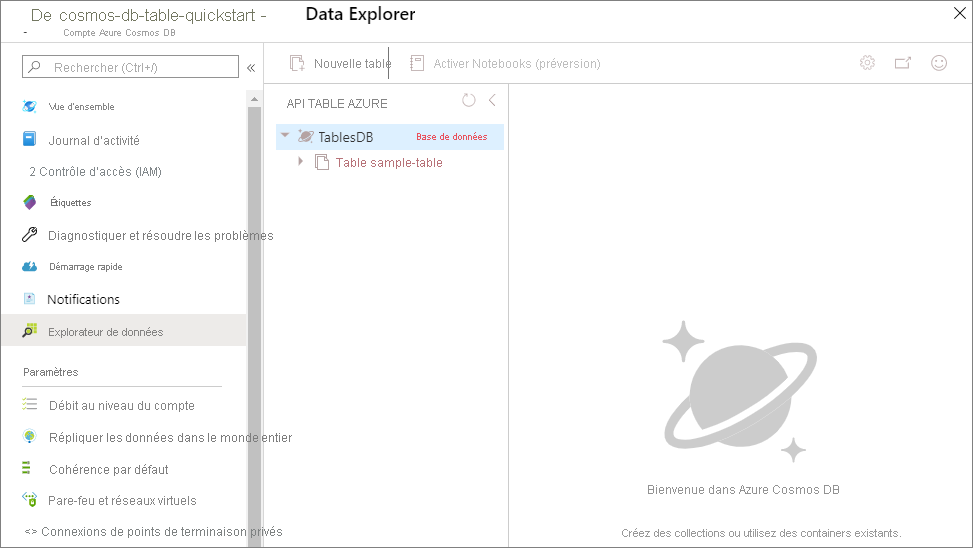 De cosmos-db-table-quickstart -
Data Explorer
- Compte Azure Cosmos DB
Rechercher (Ctrl+/)
«
Nouvelle table
Activer Notebooks (préversion)
Vue d'ensemble
Journal d'activité
2 Contrôle d'accès (IAM)
Étiquettes
Diagnostiquer et résoudre les problèmes
Démarrage rapide
Notifications
Explorateur de données
Paramètres
Débit au niveau du compte
Répliquer les données dans le monde entier
Cohérence par défaut
Pare-feu et réseaux virtuels
<> Connexions de points de terminaison privés
API TABLE AZURE
TablesDB Base de données
Table sample-table
Bienvenue dans Azure Cosmos DB
Créez des collections ou utilisez des containers existants.